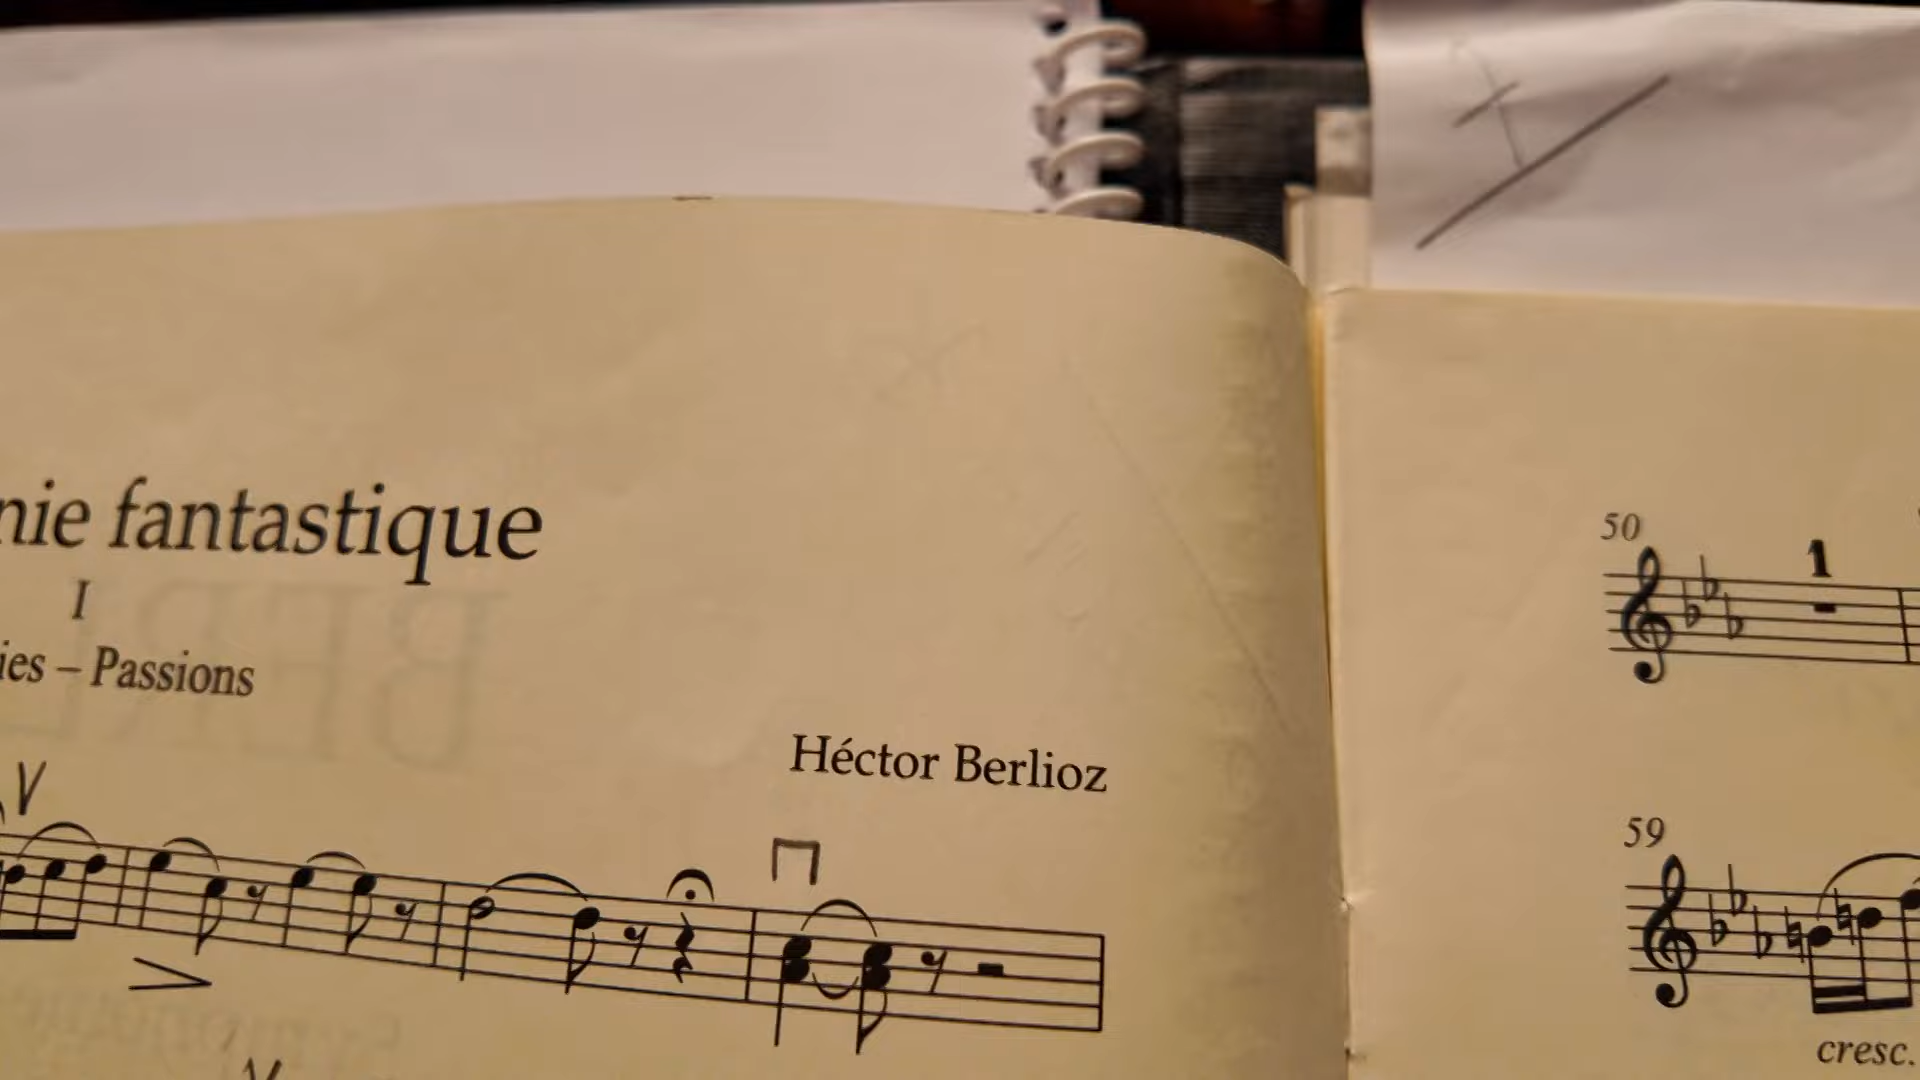 nie fantastique
I
ies – Passions
Héctor Berlioz
50
1
59
cresc.